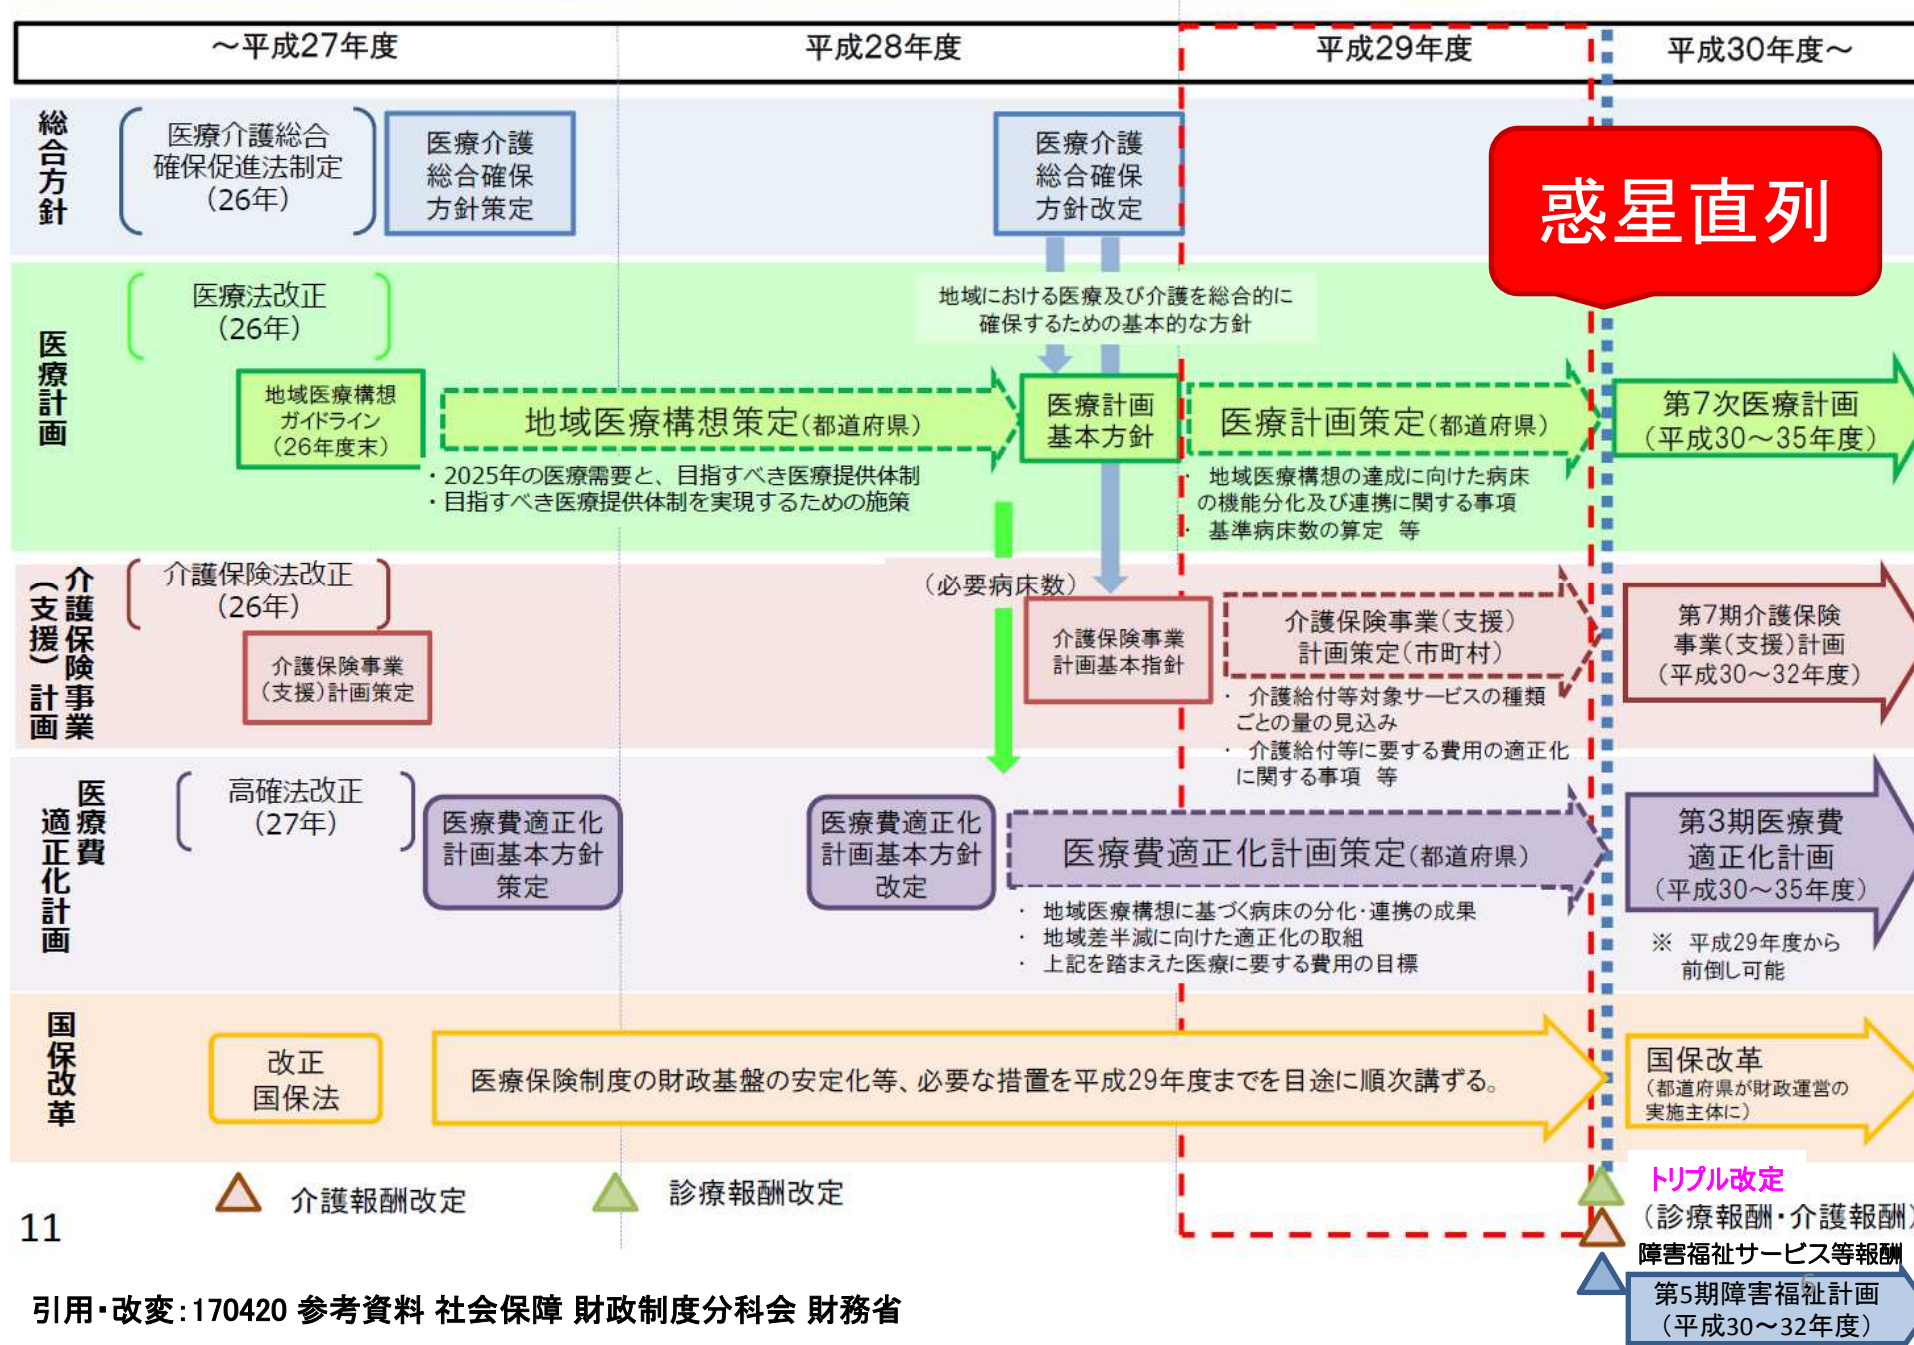 ～平成27年度
平成28年度
平成29年度
平成30年度～
総合方針
医療介護総合
確保促進法制定
(26年)
医療介護
総合確保
方針策定
医療介護
総合確保
方針改定
惑星直列
地域における医療及び介護を総合的に
確保するための基本的な方針
医療計画
医療法改正
(26年)
地域医療構想
ガイドライン
(26年度末)
地域医療構想策定(都道府県)
・2025年の医療需要と、目指すべき医療提供体制
・目指すべき医療提供体制を実現するための施策
医療計画
基本方針
医療計画策定(都道府県)
・ 地域医療構想の達成に向けた病床
の機能分化及び連携に関する事項
・ 基準病床数の算定 等
第7次医療計画
(平成30～35年度)
介護保険事業
(支援)計画
介護保険法改正
(26年)
介護保険事業
(支援)計画策定
(必要病床数)
介護保険事業
計画基本指針
介護保険事業(支援)
計画策定(市町村)
・ 介護給付等対象サービスの種類
ごとの量の見込み
・ 介護給付等に要する費用の適正化
に関する事項 等
第7期介護保険
事業(支援)計画
(平成30～32年度)
医療費
適正化計画
高確法改正
(27年)
医療費適正化
計画基本方針
策定
医療費適正化
計画基本方針
改定
医療費適正化計画策定(都道府県)
・ 地域医療構想に基づく病床の分化・連携の成果
・ 地域差半減に向けた適正化の取組
・ 上記を踏まえた医療に要する費用の目標
第3期医療費
適正化計画
(平成30～35年度)
※ 平成29年度から
前倒し可能
国保改革
改正
国保法
医療保険制度の財政基盤の安定化等、必要な措置を平成29年度までを目途に順次講ずる。
国保改革
(都道府県が財政運営の
実施主体に)
介護報酬改定
診療報酬改定
トリプル改定
(診療報酬・介護報酬)
障害福祉サービス等報酬
6
第5期障害福祉計画
(平成30～32年度)
11
引用・改変：170420 参考資料 社会保障 財政制度分科会 財務省